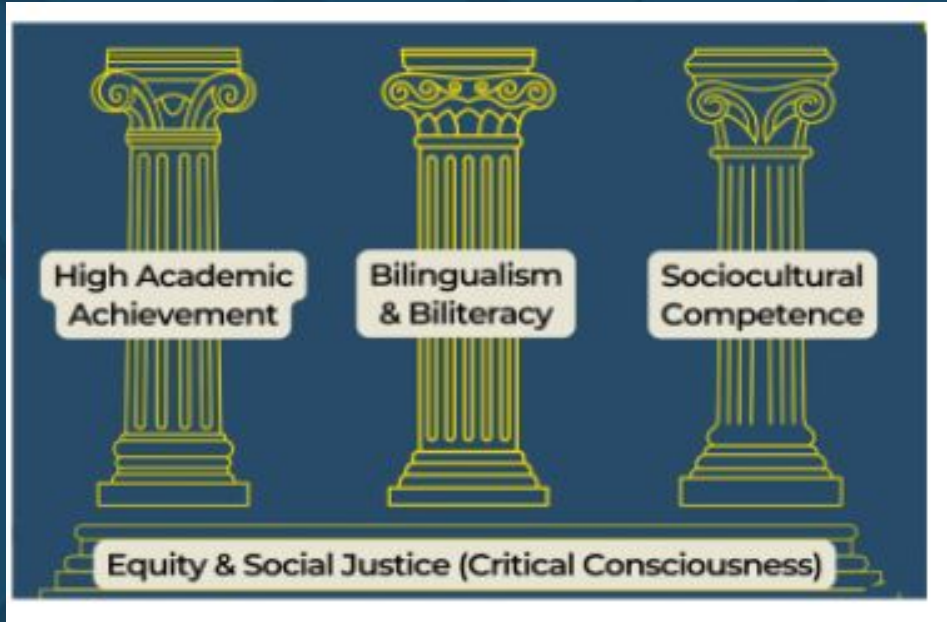 High Academic
Achievement
Bilingualism
& Biliteracy
Sociocultural
Competence
Equity & Social Justice (Critical Consciousness)